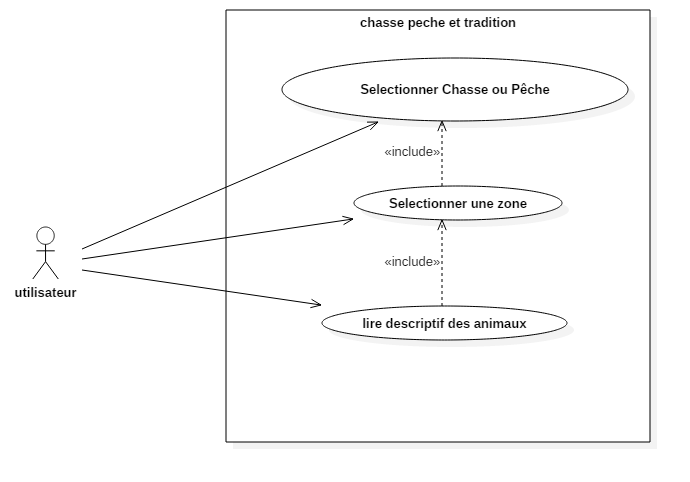 chasse peche et tradition
Selectionner Chasse ou Pêche
«include»
Selectionner une zone
«include»
utilisateur
lire descriptif des animaux